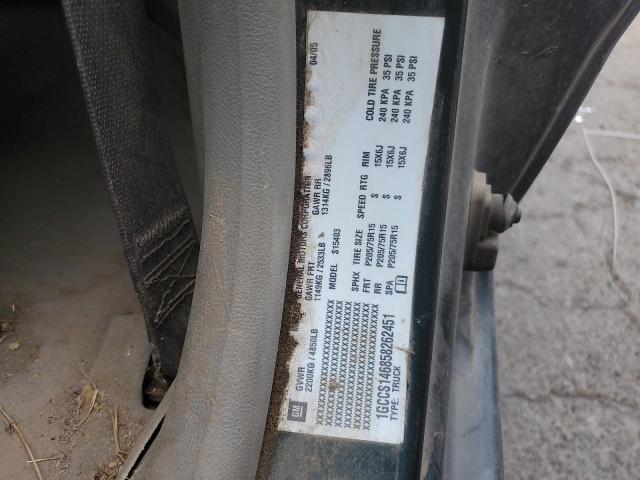 GM
GENERAL MOTORS CORPORATION 04/05
GVWR GAWR FRT GAWR RR
2200KG / 4850LB 1149KG / 2533LB 1314KG / 2896LB
XXXXXXXXXXXXXXXXXXXXXXX MODEL S15403
XXXXXXXXXXXXXXXXXXXXXXX
XXXXXXXXXXXXXXXXXXXXXXX SPHX TIRE SIZE SPEED RTG RIM COLD TIRE PRESSURE
XXXXXXXXXXXXXXXXXXXXXXX FRT P205/75R15 S 15X6J 240 KPA 35 PSI
XXXXXXXXXXXXXXXXXXXXXXX RR P205/75R15 S 15X6J 240 KPA 35 PSI
1GCCS146858262451 SPA P205/75R15 S 15X6J 240 KPA 35 PSI
TYPE: TRUCK